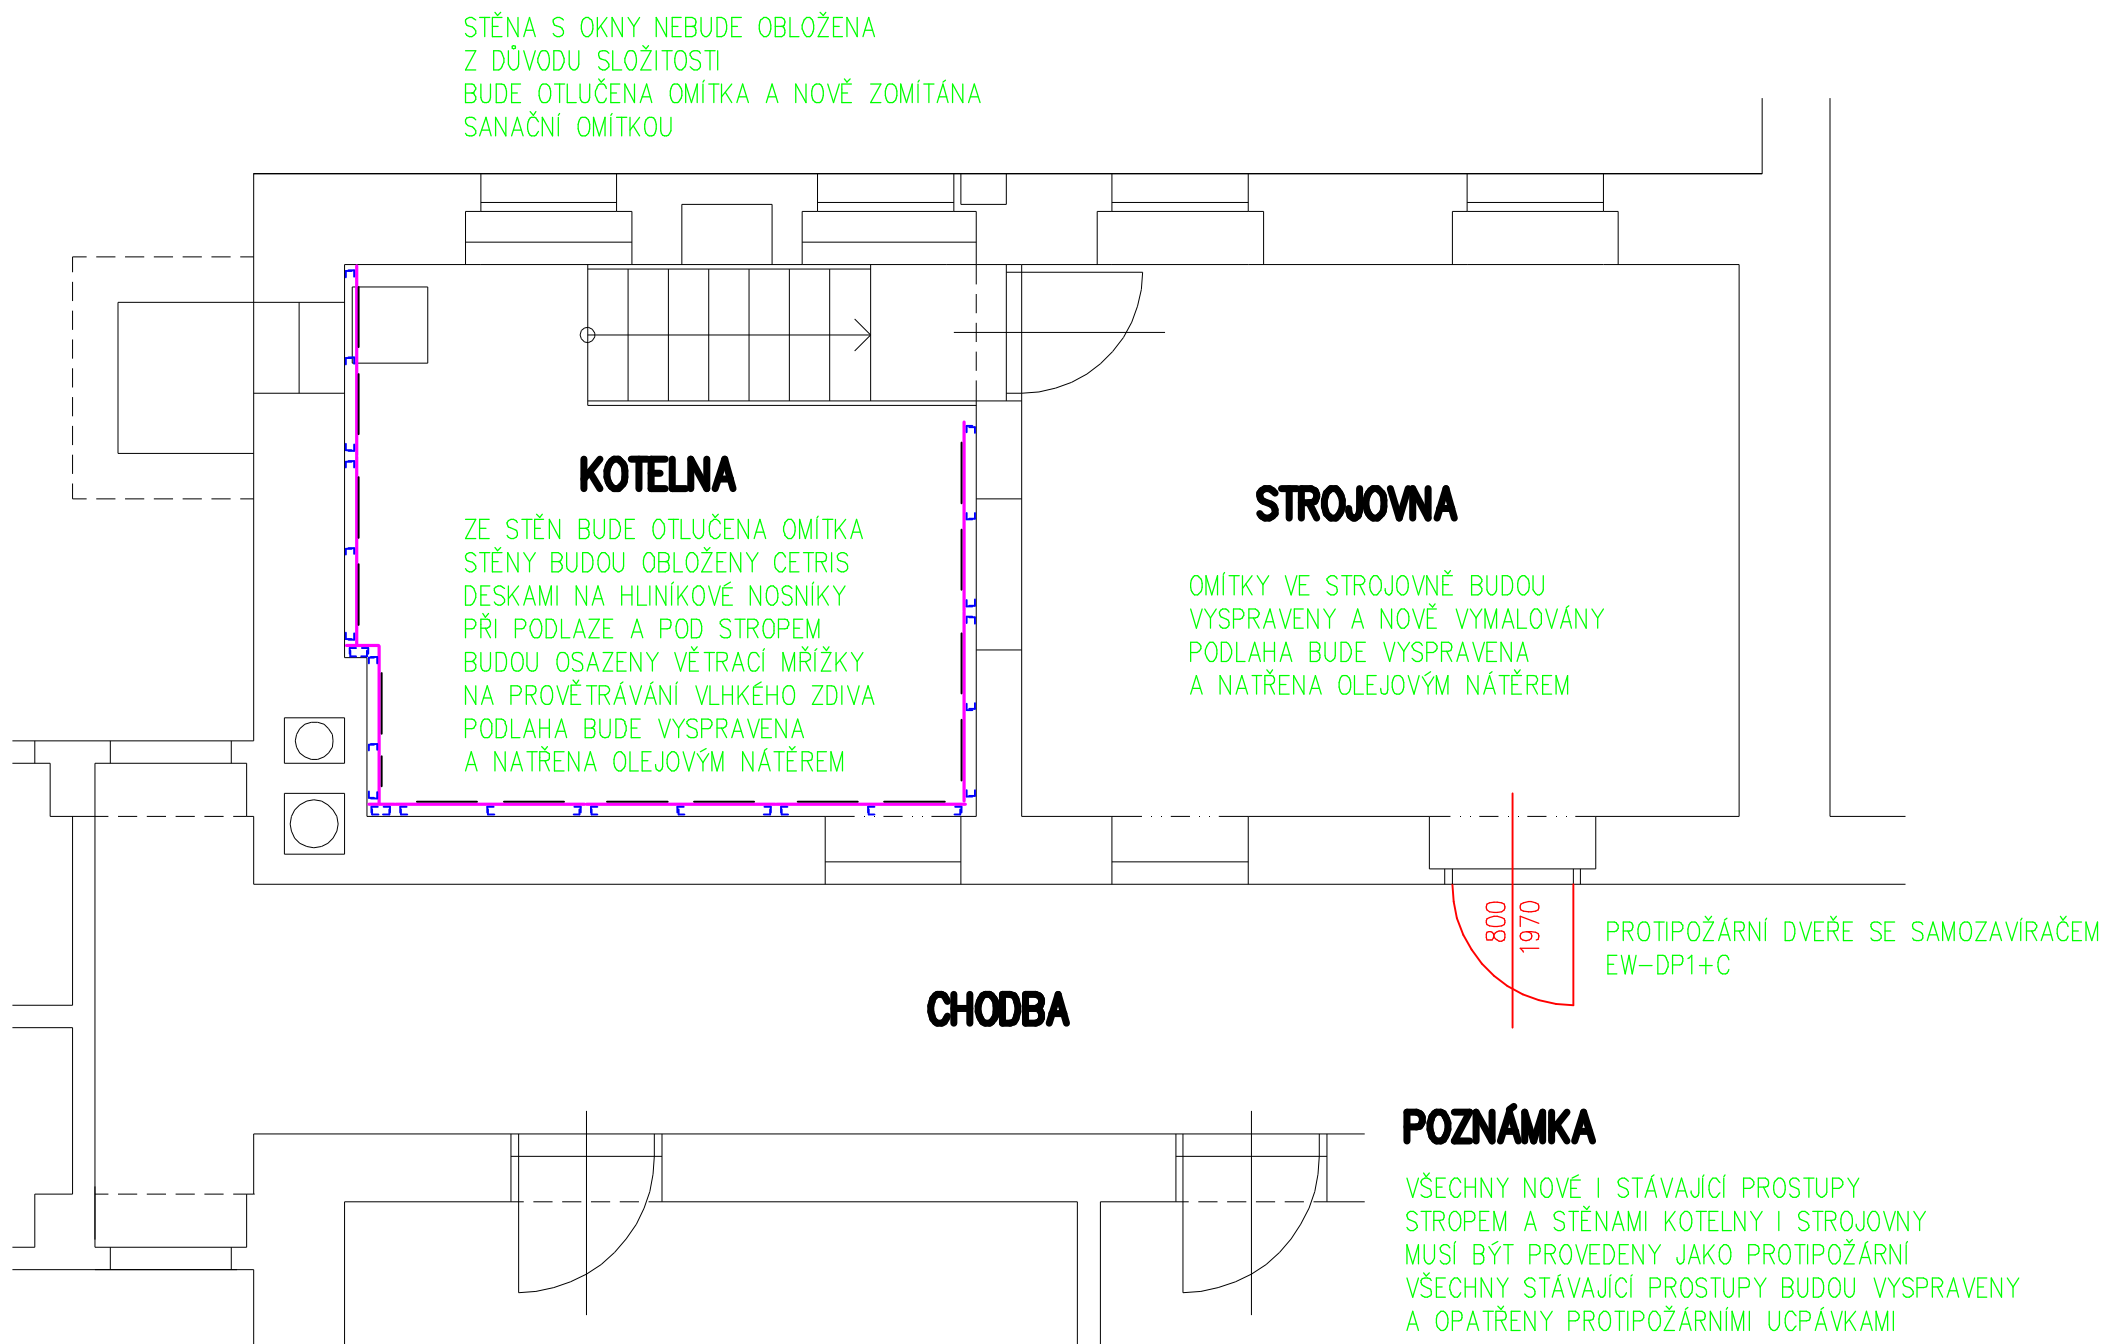 STĚNA S OKNY NEBUDE OBLOŽENA
Z DŮVODU SLOŽITOSTI
BUDE OTLUČENA OMÍTKA A NOVĚ ZOMÍTÁNA
SANAČNÍ OMÍTKOU
KOTELNA
ZE STĚN BUDE OTLUČENA OMÍTKA
STĚNY BUDOU OBLOŽENY CETRIS
DESKAMI NA HLINÍKOVÉ NOSNÍKY
PŘI PODLAZE A POD STROPEM
BUDOU OSAZENY VĚTRACÍ MŘÍŽKY
NA PROVĚTRÁVÁNÍ VLHKÉHO ZDIVA
PODLAHA BUDE VYSPRAVENA
A NATŘENA OLEJOVÝM NÁTĚREM
STROJOVNA
OMÍTKY VE STROJOVNĚ BUDOU
VYSPRAVENY A NOVĚ VYMALOVÁNY
PODLAHA BUDE VYSPRAVENA
A NATŘENA OLEJOVÝM NÁTĚREM
800
1970
PROTIPOŽÁRNÍ DVEŘE SE SAMOZAVÍRAČEM
EW-DP1+C
CHODBA
POZNÁMKA
VŠECHNY NOVÉ I STÁVAJÍCÍ PROSTUPY
STROPEM A STĚNAMI KOTELNY I STROJOVNY
MUSÍ BÝT PROVEDENY JAKO PROTIPOŽÁRNÍ
VŠECHNY STÁVAJÍCÍ PROSTUPY BUDOU VYSPRAVENY
A OPATŘENY PROTIPOŽÁRNÍMI UCPÁVKAMI